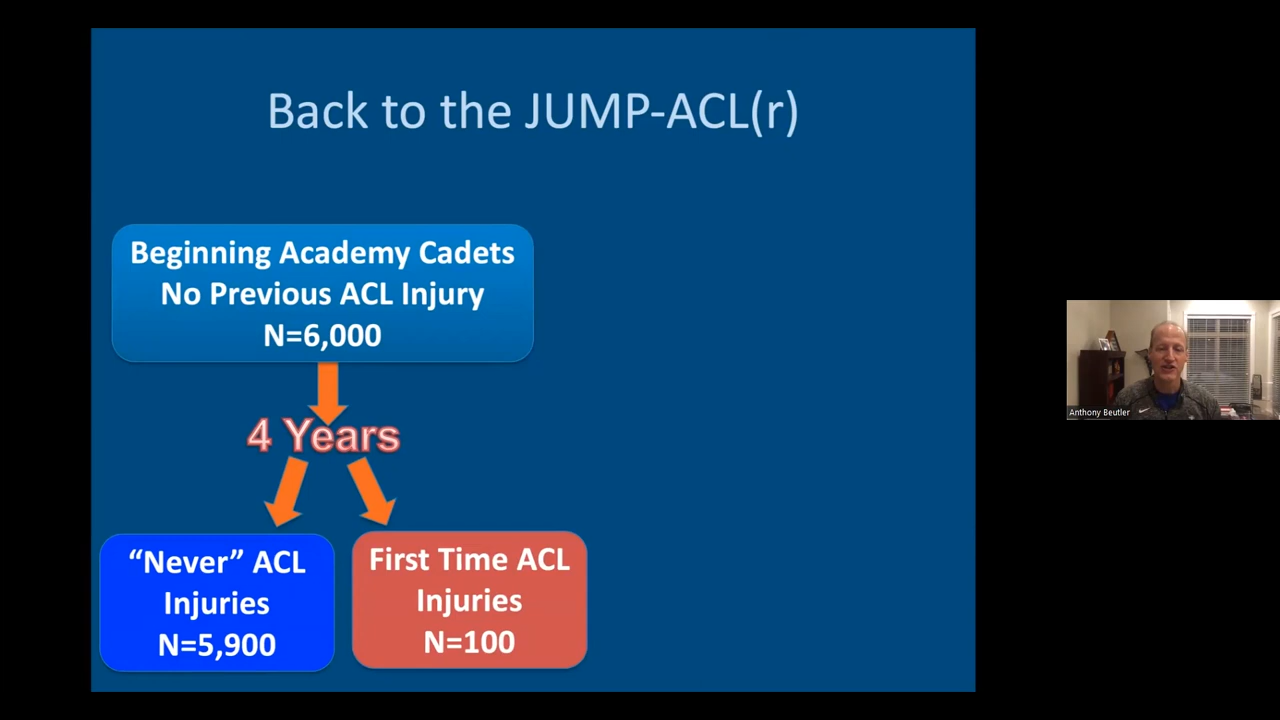 Back to the JUMP-ACL(r)
Beginning Academy Cadets
No Previous ACL Injury
N=6,000
4 Years
“Never” ACL
Injuries
N=5,900
First Time ACL
Injuries
N=100
Anthony Beutler